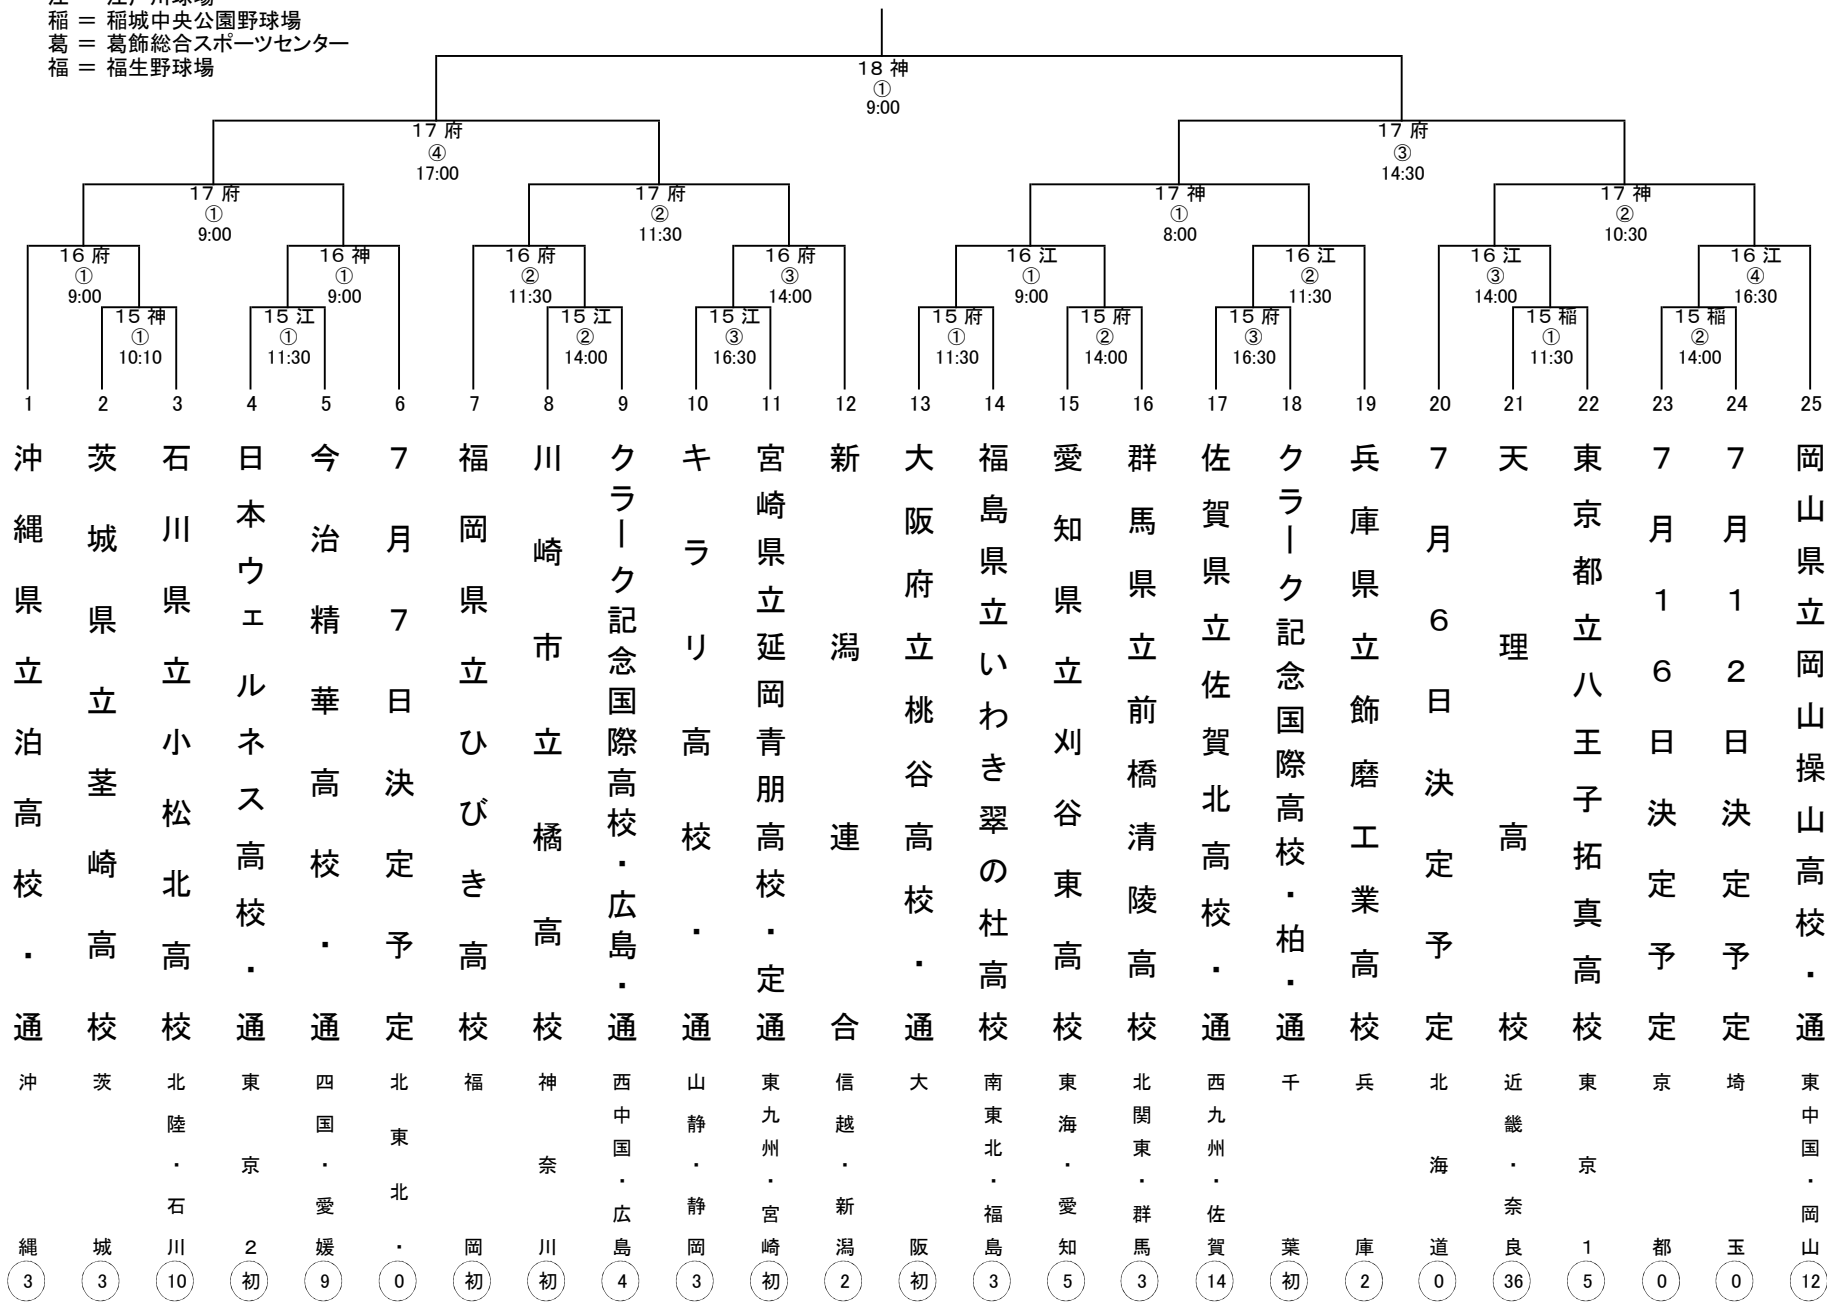 稲 ＝ 稲城中央公園野球場
葛 ＝ 葛飾総合スポーツセンター
福 ＝ 福生野球場
18 神
①
9:00
17 府
④
17:00
17 府
③
14:30
17 府
①
9:00
17 府
②
11:30
17 神
①
8:00
17 神
②
10:30
16 府
①
9:00
16 神
①
9:00
16 府
②
11:30
16 府
③
14:00
16 江
①
9:00
16 江
②
11:30
16 江
③
14:00
16 江
④
16:30
15 神
①
10:10
15 江
①
11:30
15 江
②
14:00
15 江
③
16:30
15 府
①
11:30
15 府
②
14:00
15 府
③
16:30
15 稲
①
11:30
15 稲
②
14:00
1
沖縄県立泊高校・通
沖縄
3
2
茨城県立茎崎高校
茨城
3
3
石川県立小松北高校
北陸・石川
10
4
日本ウェルネス高校・通
東京2
初
5
今治精華高校・通
四国・愛媛
9
6
7月7日決定予定
北東北・
0
7
福岡県立ひびき高校
福岡
初
8
川崎市立橘高校
神奈川
初
9
クラーク記念国際高校・広島・通
西中国・広島
4
10
キラリ高校・通
山静・静岡
3
11
宮崎県立延岡青朋高校・定通
東九州・宮崎
初
12
新潟連合
信越・新潟
2
13
大阪府立桃谷高校・通
大阪
初
14
福島県立いわき翠の杜高校
南東北・福島
3
15
愛知県立刈谷東高校
東海・愛知
5
16
群馬県立前橋清陵高校
北関東・群馬
3
17
佐賀県立佐賀北高校・通
西九州・佐賀
14
18
クラーク記念国際高校・柏・通
千葉
初
19
兵庫県立飾磨工業高校
兵庫
2
20
7月6日決定予定
北海道
0
21
天理高校
近畿・奈良
36
22
東京都立八王子拓真高校
東京1
5
23
7月16日決定予定
京都
0
24
7月12日決定予定
埼玉
0
25
岡山県立岡山操山高校・通
東中国・岡山
12